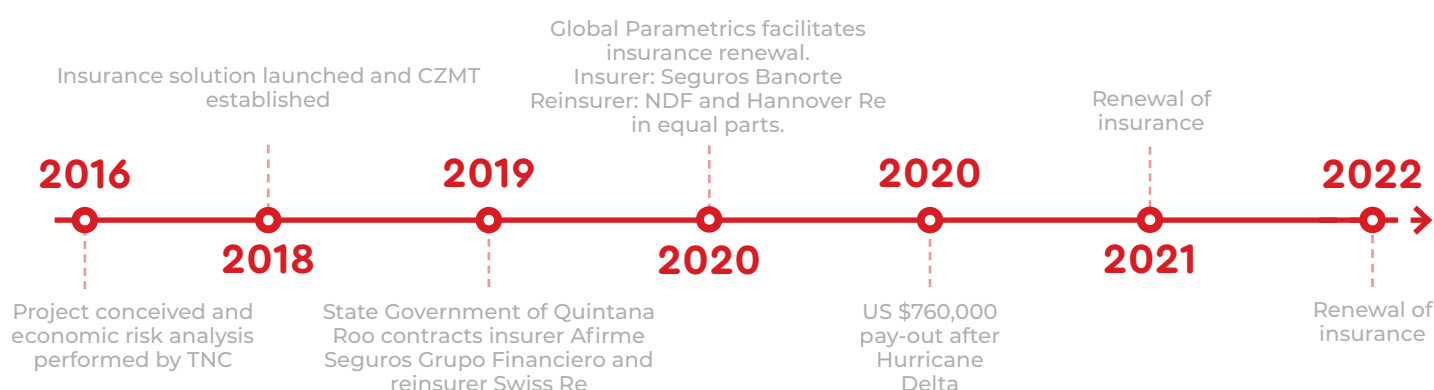 2016
Project conceived and
economic risk analysis
performed by TNC
Insurance solution launched and CZMT
established
2018
2019
State Government of Quintana
Roo contracts insurer Afirme
Seguros Grupo Financiero and
reinsurer Swiss Re
Global Parametrics facilitates
insurance renewal.
Insurer: Seguros Banorte
Reinsurer: NDF and Hannover Re
in equal parts.
2020
2020
US $760,000
pay-out after
Hurricane
Delta
Renewal of
insurance
2021
2022
Renewal of
insurance